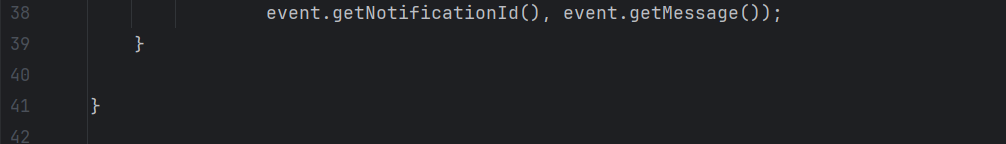 38 event.getNotificationId(), event.getMessage());
39 }
40
41 }
42